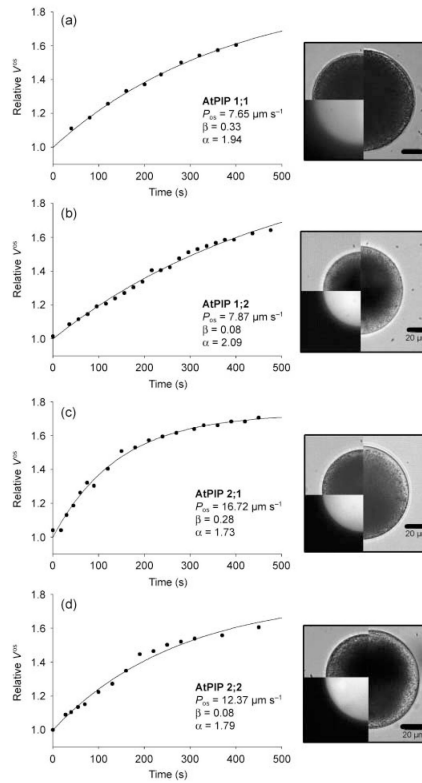 (a)
Relative V^os
1.8
1.6
1.4
1.2
1.0
AtPIP 1;1
P_os = 7.65 µm s⁻¹
β = 0.33
α = 1.94
0 100 200 300 400 500
Time (s)
(b)
Relative V^os
1.8
1.6
1.4
1.2
1.0
AtPIP 1;2
P_os = 7.87 µm s⁻¹
β = 0.08
α = 2.09
0 100 200 300 400 500
Time (s)
20 µm
(c)
Relative V^os
1.8
1.6
1.4
1.2
1.0
AtPIP 2;1
P_os = 16.72 µm s⁻¹
β = 0.28
α = 1.73
0 100 200 300 400 500
Time (s)
20 µm
(d)
Relative V^os
1.8
1.6
1.4
1.2
1.0
AtPIP 2;2
P_os = 12.37 µm s⁻¹
β = 0.08
α = 1.79
0 100 200 300 400 500
Time (s)
20 µm